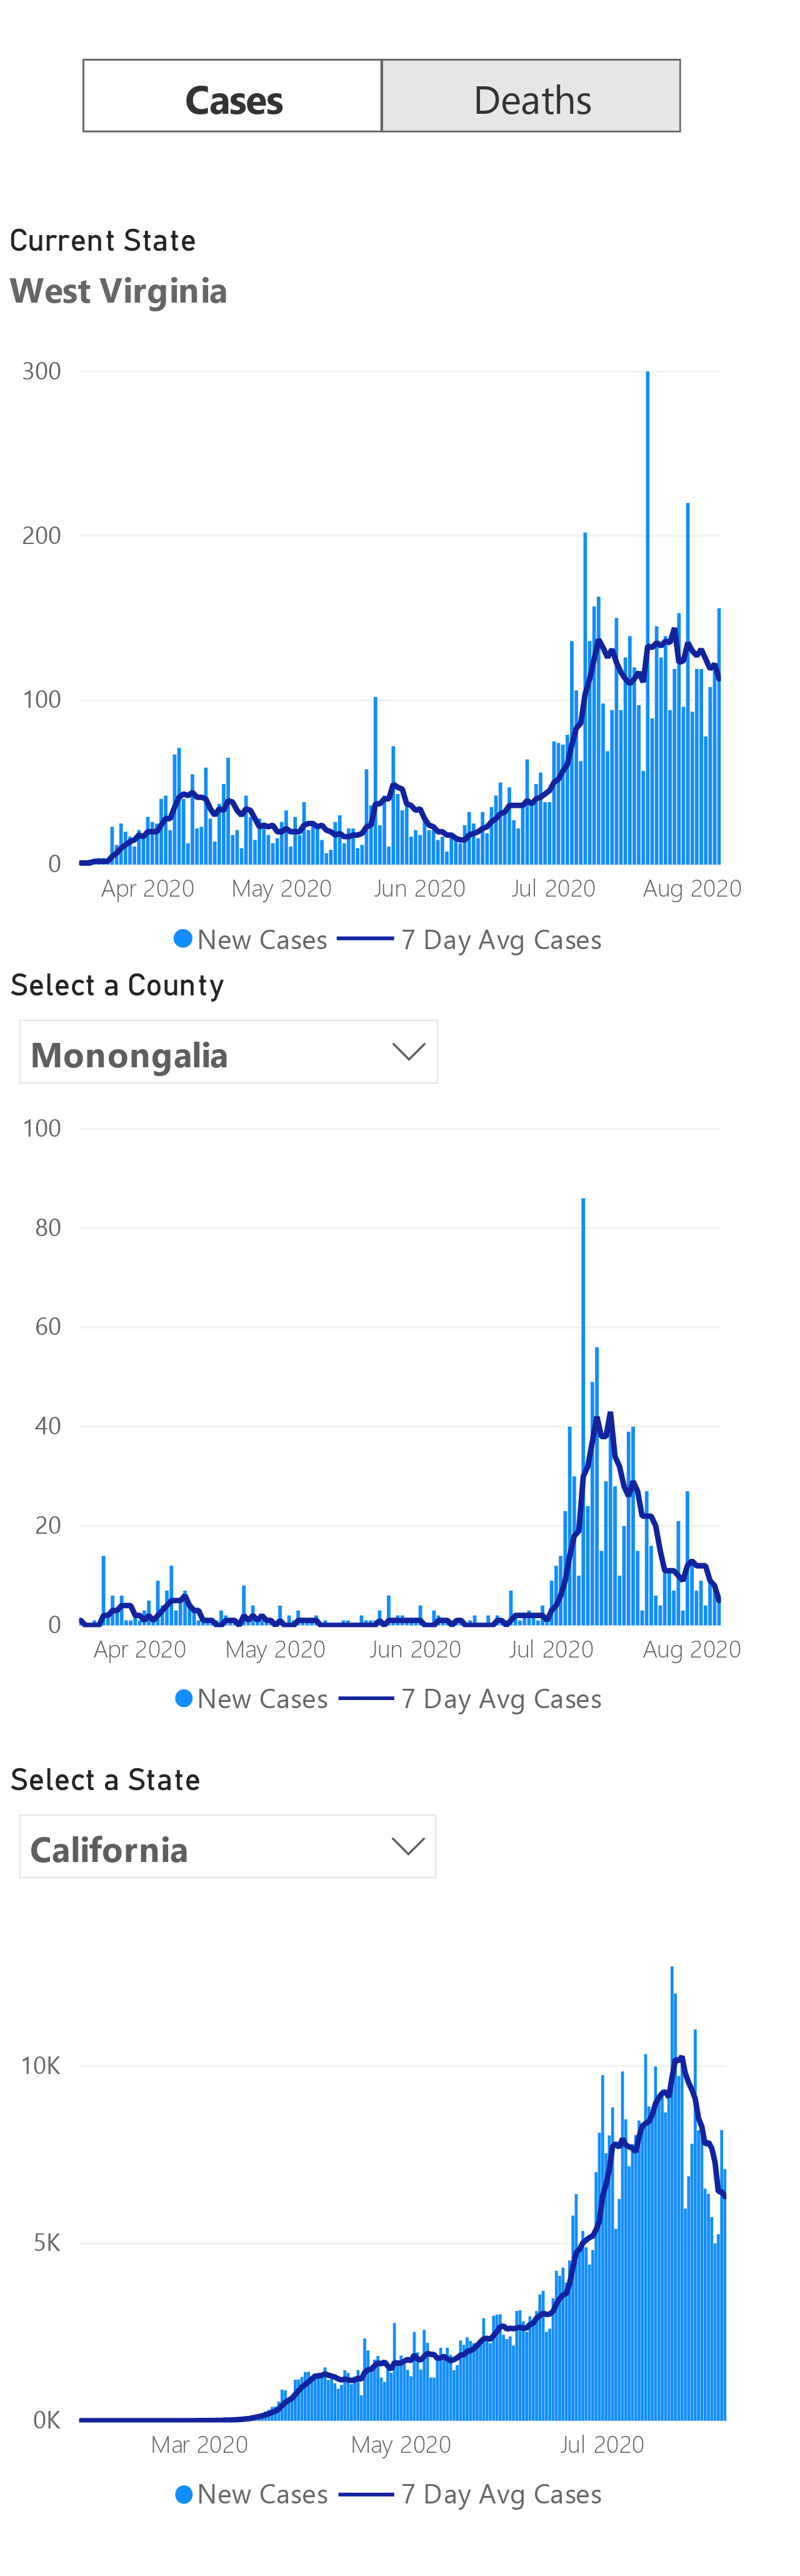 Cases Deaths
Current State
West Virginia
300
200
100
0
Apr 2020 May 2020 Jun 2020 Jul 2020 Aug 2020
New Cases 7 Day Avg Cases
Select a County
Monongalia
100
80
60
40
20
0
Apr 2020 May 2020 Jun 2020 Jul 2020 Aug 2020
New Cases 7 Day Avg Cases
Select a State
California
10K
5K
0K
Mar 2020 May 2020 Jul 2020
New Cases 7 Day Avg Cases